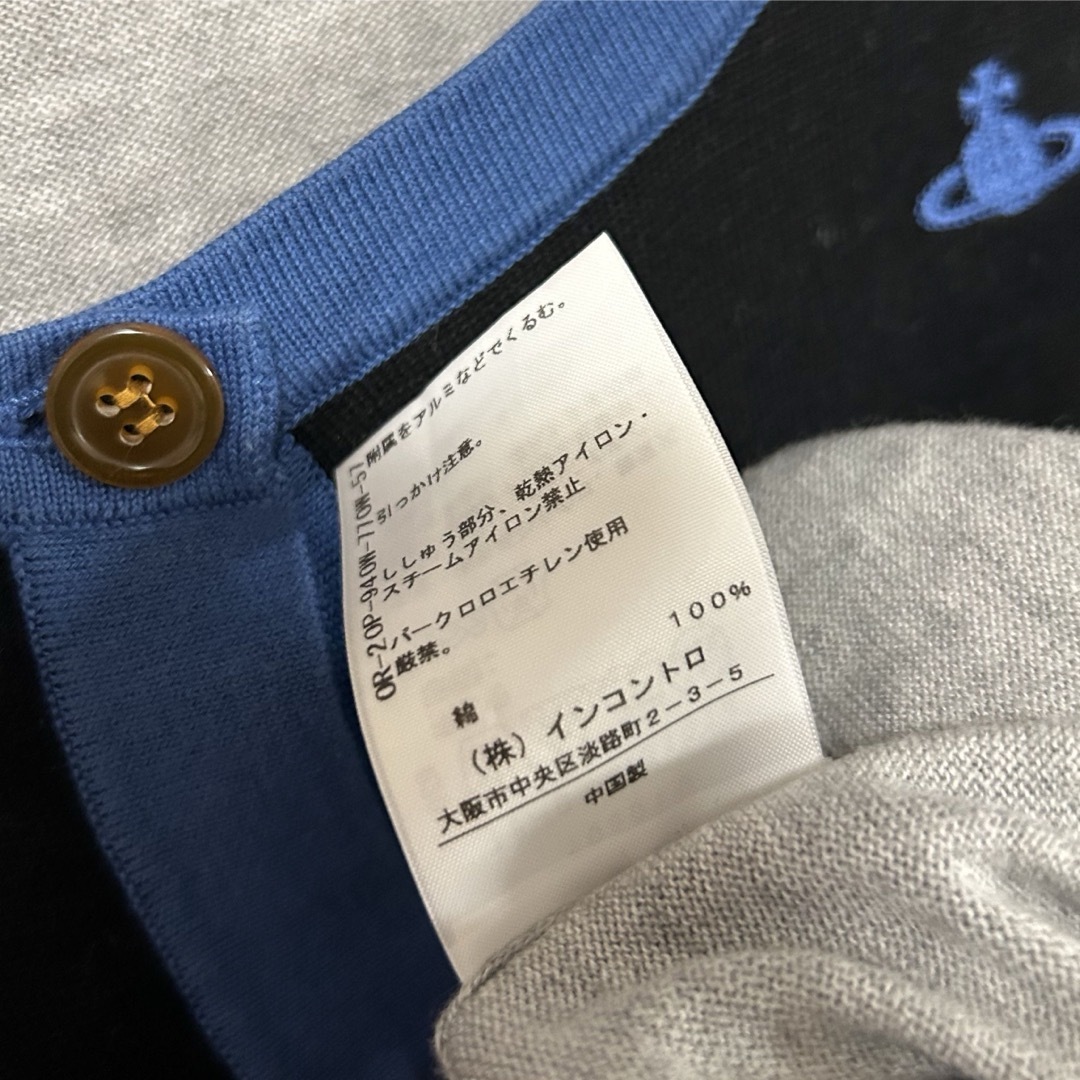 附属をアルミなどでくるむ。
引っかけ注意。
ししゅう部分、乾熱アイロン・
スチームアイロン禁止
パークロロエチレン使用
厳禁。
綿 100%
(株) インコントロ
大阪市中央区淡路町2-3-5
中国製
OR-2OP-94OW-77OW-57